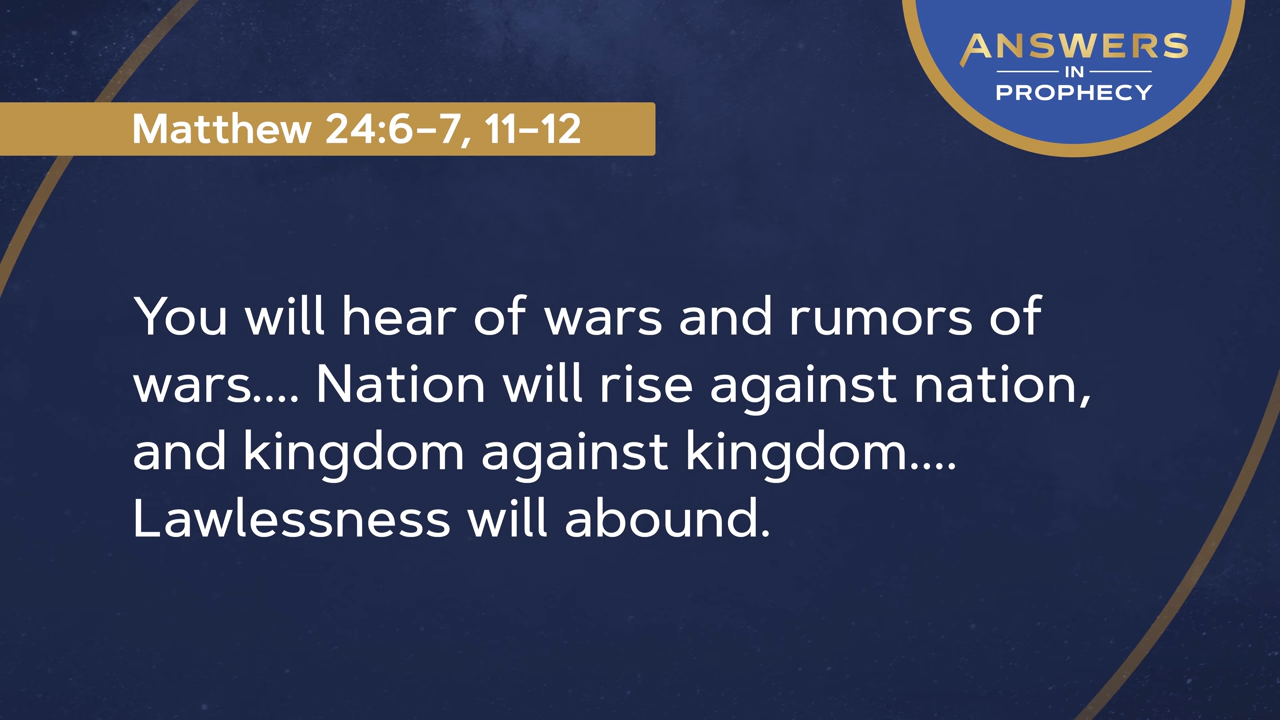 ANSWERS
IN
PROPHECY
Matthew 24:6–7, 11–12
You will hear of wars and rumors of
wars.... Nation will rise against nation,
and kingdom against kingdom....
Lawlessness will abound.